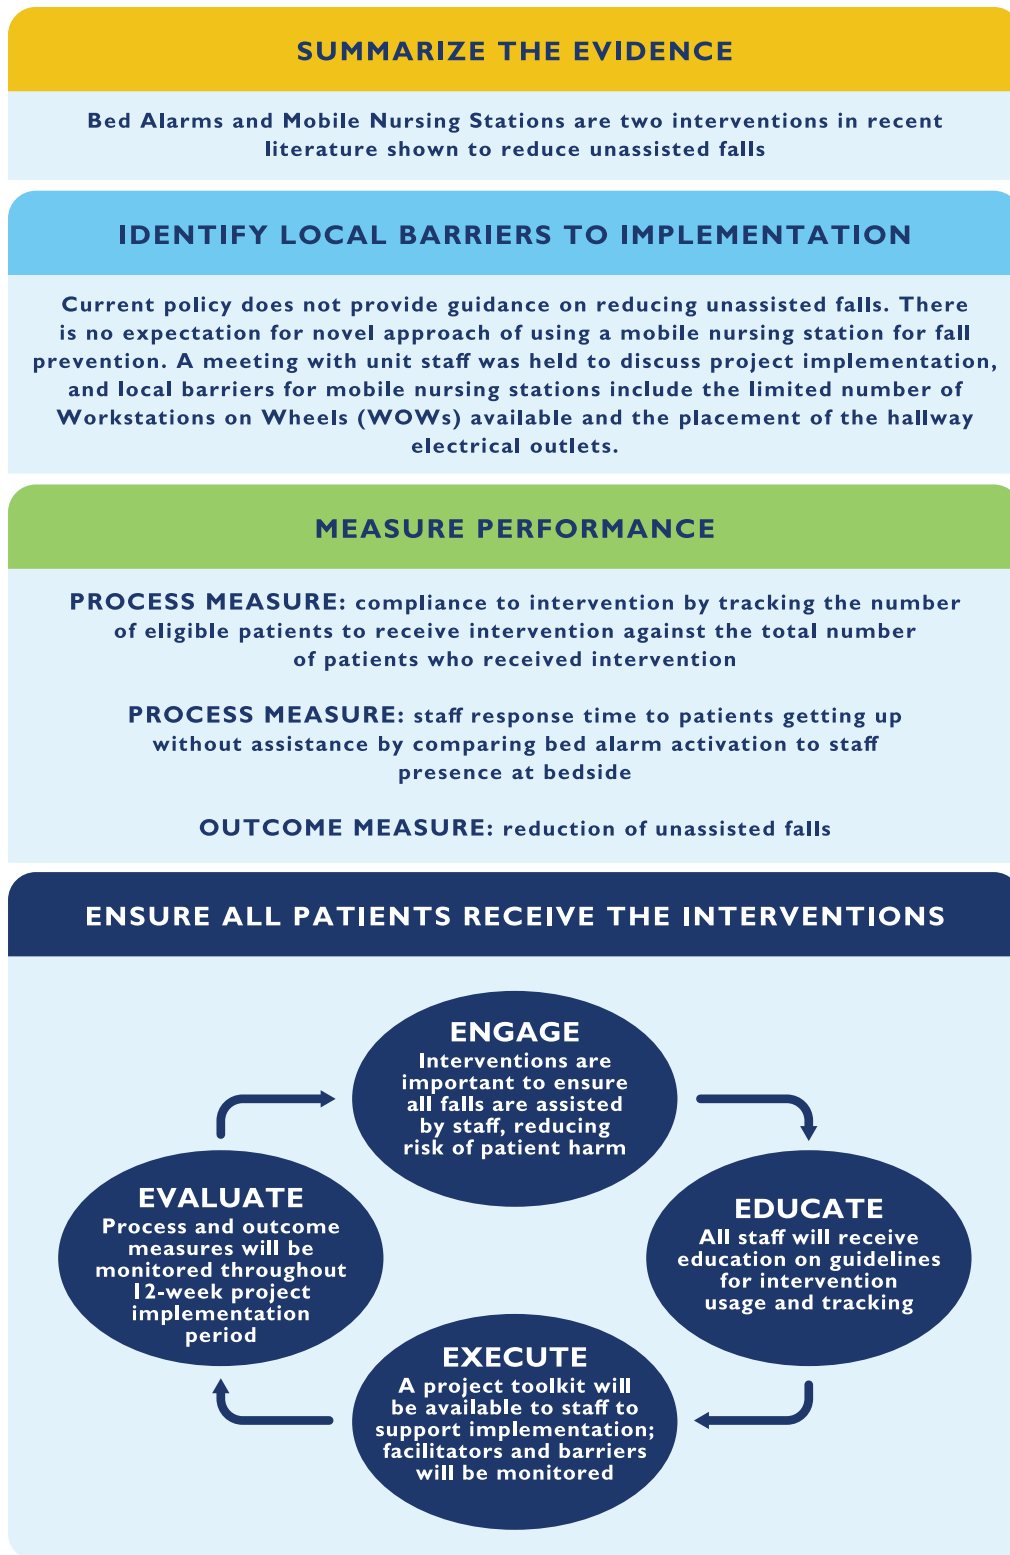 SUMMARIZE THE EVIDENCE
Bed Alarms and Mobile Nursing Stations are two interventions in recent
literature shown to reduce unassisted falls
IDENTIFY LOCAL BARRIERS TO IMPLEMENTATION
Current policy does not provide guidance on reducing unassisted falls. There
is no expectation for novel approach of using a mobile nursing station for fall
prevention. A meeting with unit staff was held to discuss project implementation,
and local barriers for mobile nursing stations include the limited number of
Workstations on Wheels (WOWs) available and the placement of the hallway
electrical outlets.
MEASURE PERFORMANCE
PROCESS MEASURE: compliance to intervention by tracking the number
of eligible patients to receive intervention against the total number
of patients who received intervention
PROCESS MEASURE: staff response time to patients getting up
without assistance by comparing bed alarm activation to staff
presence at bedside
OUTCOME MEASURE: reduction of unassisted falls
ENSURE ALL PATIENTS RECEIVE THE INTERVENTIONS
ENGAGE
Interventions are
important to ensure
all falls are assisted
by staff, reducing
risk of patient harm
EDUCATE
All staff will receive
education on guidelines
for intervention
usage and tracking
EXECUTE
A project toolkit will
be available to staff to
support implementation;
facilitators and barriers
will be monitored
EVALUATE
Process and outcome
measures will be
monitored throughout
12-week project
implementation
period